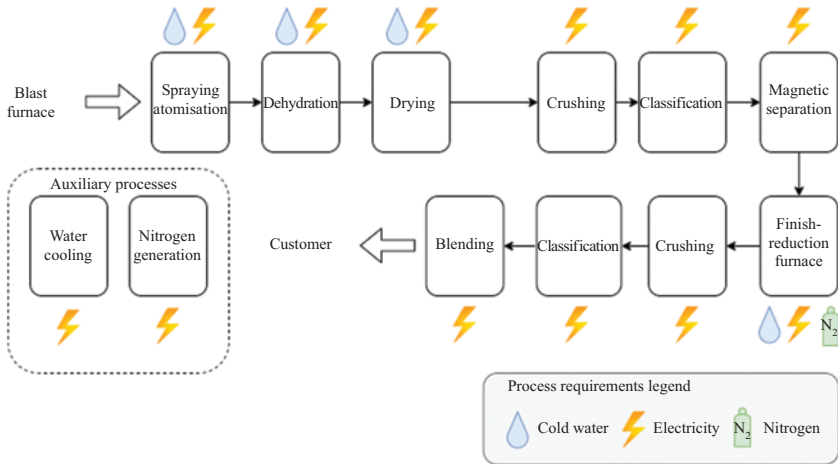 Blast
furnace
Spraying
atomisation
Dehydration
Drying
Crushing
Classification
Magnetic
separation
Auxiliary processes
Water
cooling
Nitrogen
generation
Customer
Blending
Classification
Crushing
Finish-
reduction
furnace
N2
Process requirements legend
Cold water
Electricity
N2
Nitrogen